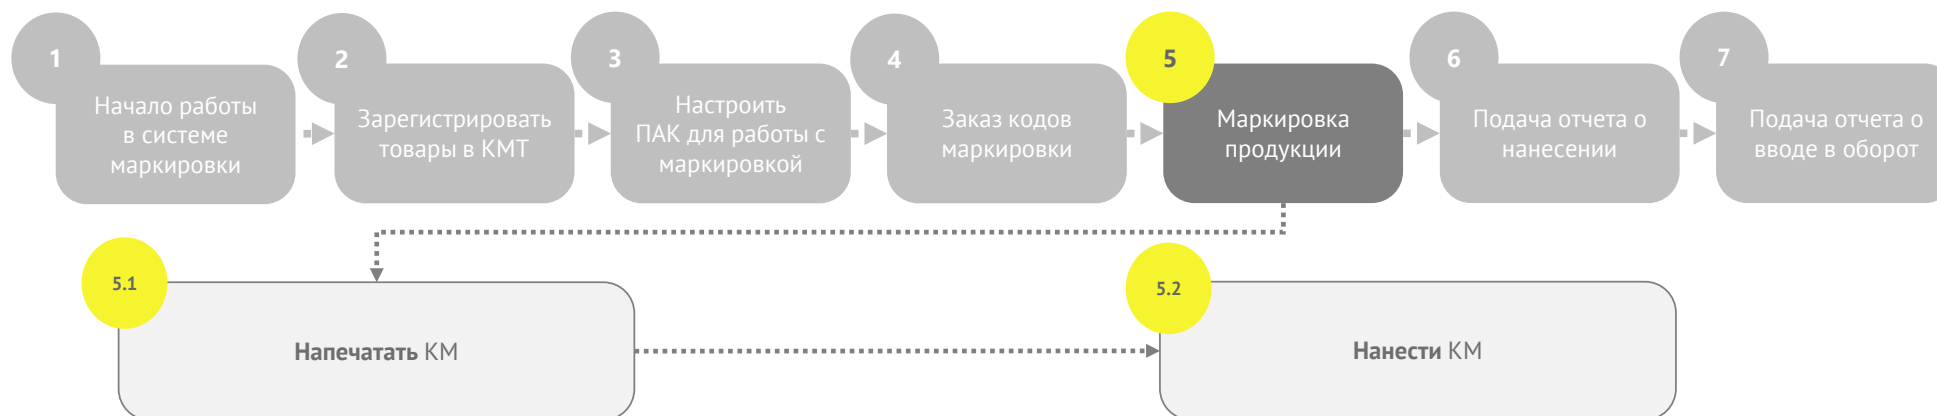 1
Начало работы
в системе
маркировки
2
Зарегистрировать
товары в КМТ
3
Настроить
ПАК для работы с
маркировкой
4
Заказ кодов
маркировки
5
Маркировка
продукции
6
Подача отчета о
нанесении
7
Подача отчета о
вводе в оборот
5.1
Напечатать КМ
5.2
Нанести КМ